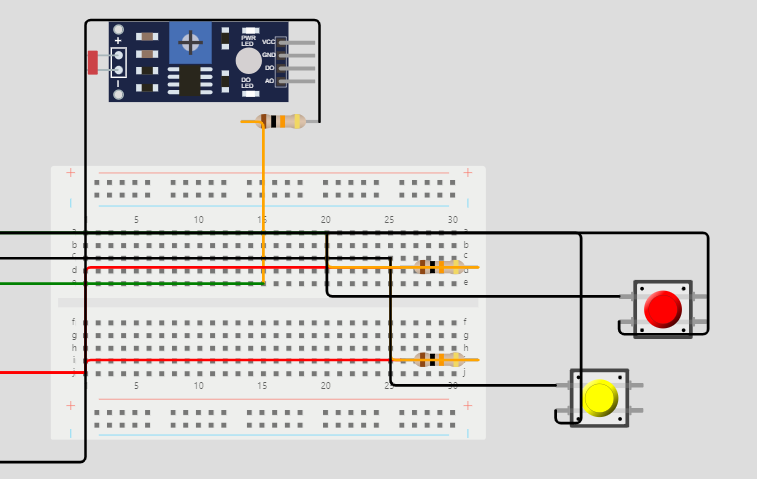 +
PWR
LED
VCC
GND
DO
AO
DO
LED
−
+ +
| |
5 10 15 20 25 30
a a
b b
c c
d d
e e
f f
g g
h h
i i
j j
5 10 15 20 25 30
+ +
| |